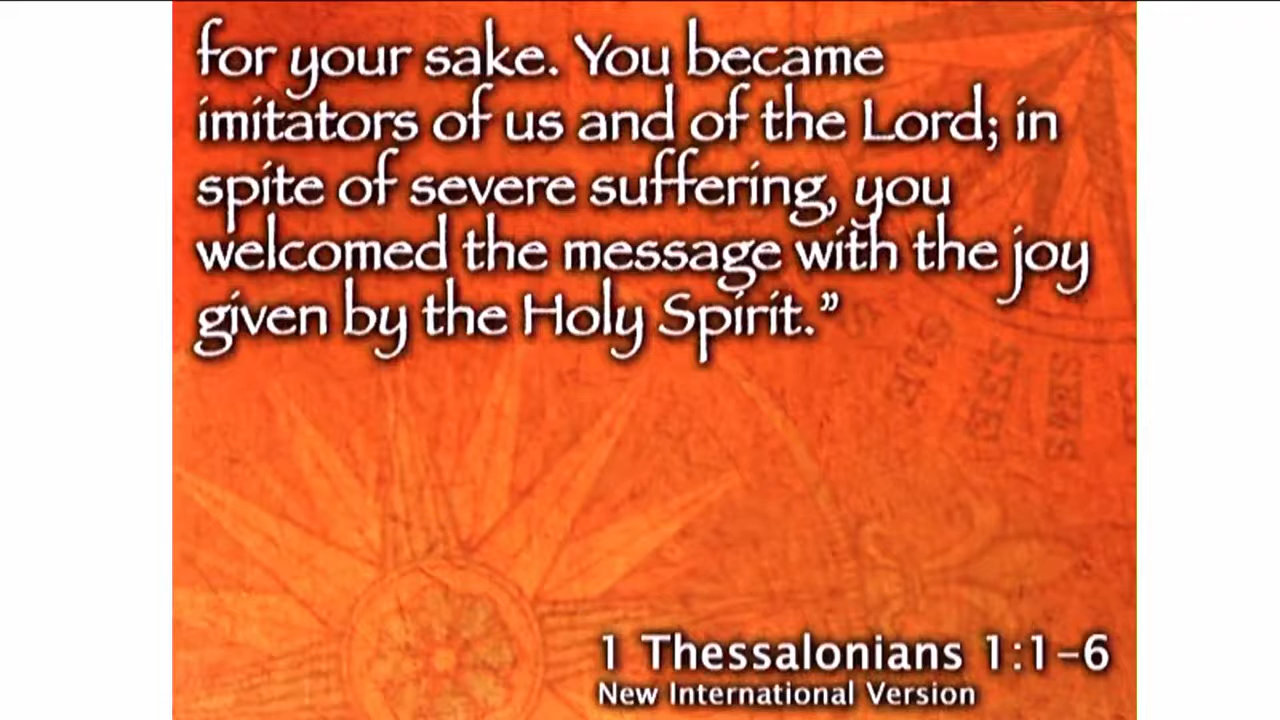 for your sake. You became
imitators of us and of the Lord; in
spite of severe suffering, you
welcomed the message with the joy
given by the Holy Spirit.”
1 Thessalonians 1:1–6
New International Version